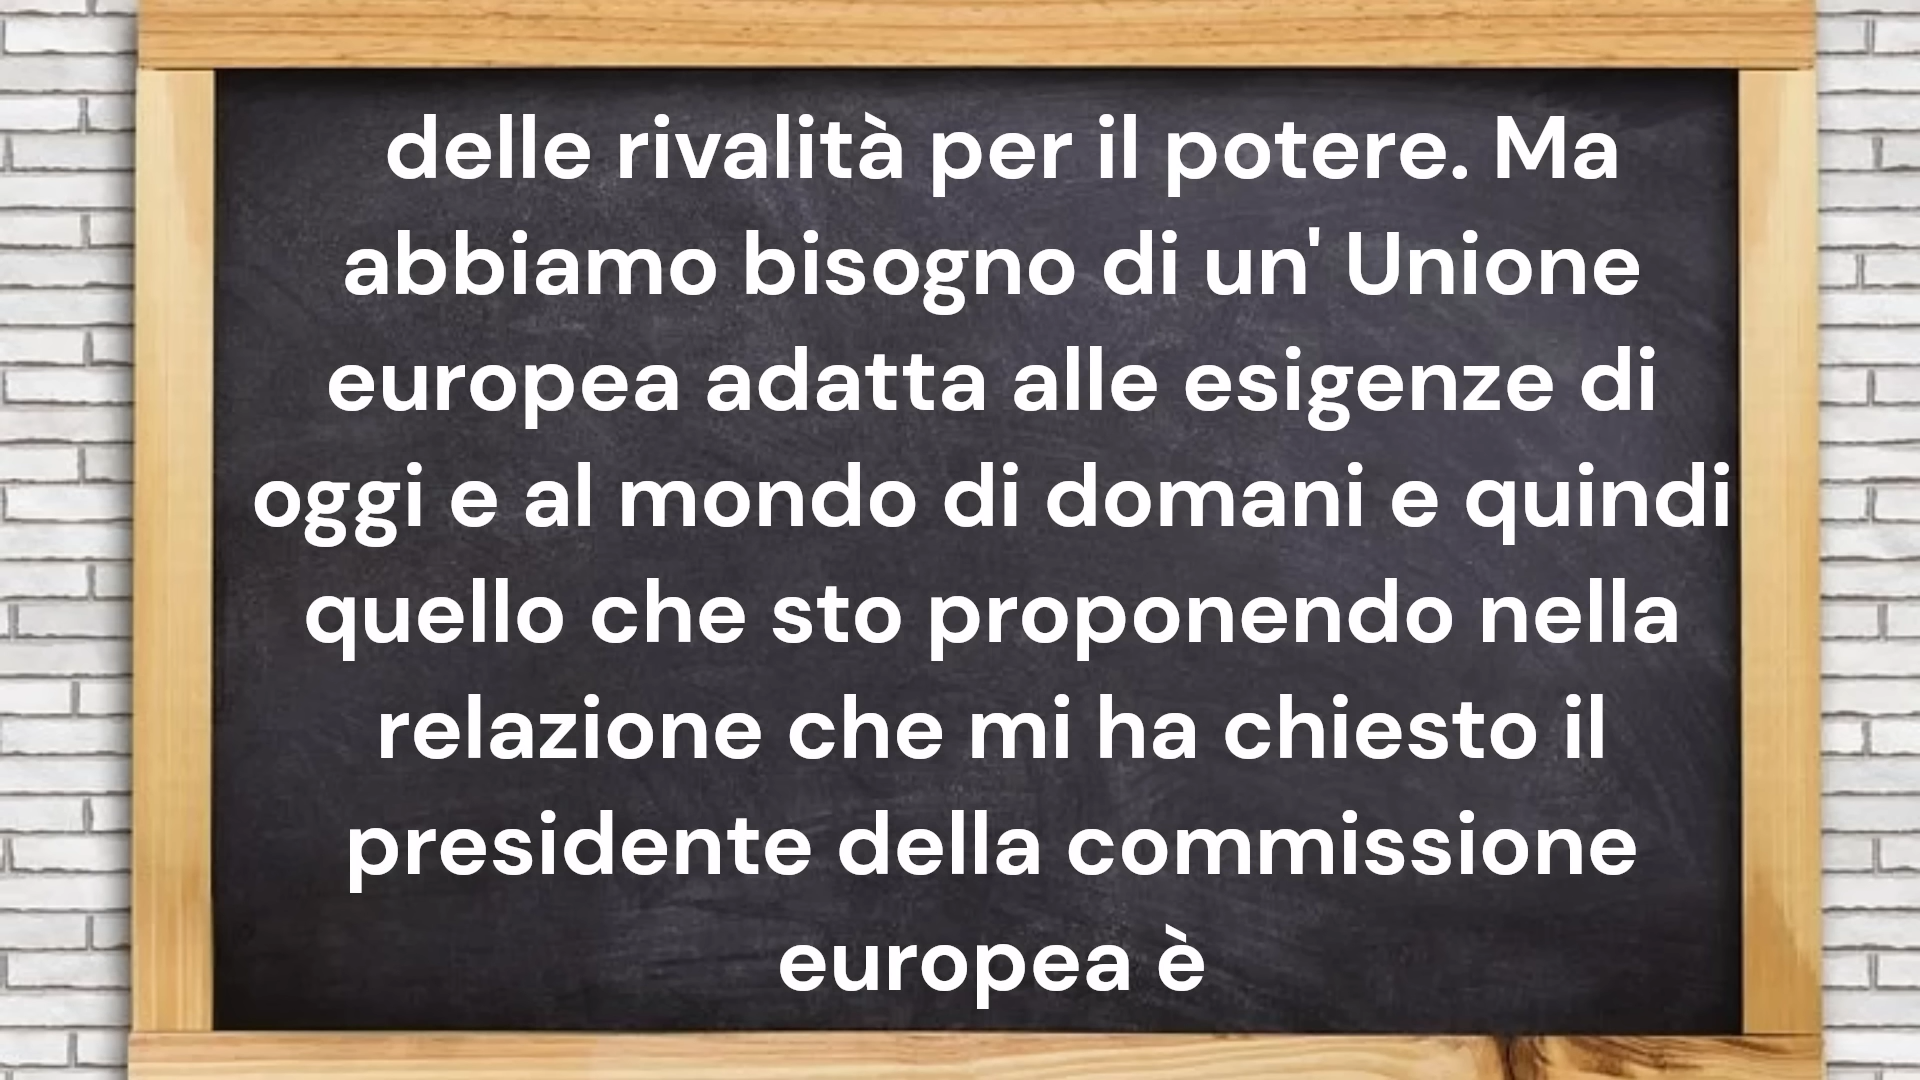 delle rivalità per il potere. Ma
abbiamo bisogno di un' Unione
europea adatta alle esigenze di
oggi e al mondo di domani e quindi
quello che sto proponendo nella
relazione che mi ha chiesto il
presidente della commissione
europea è